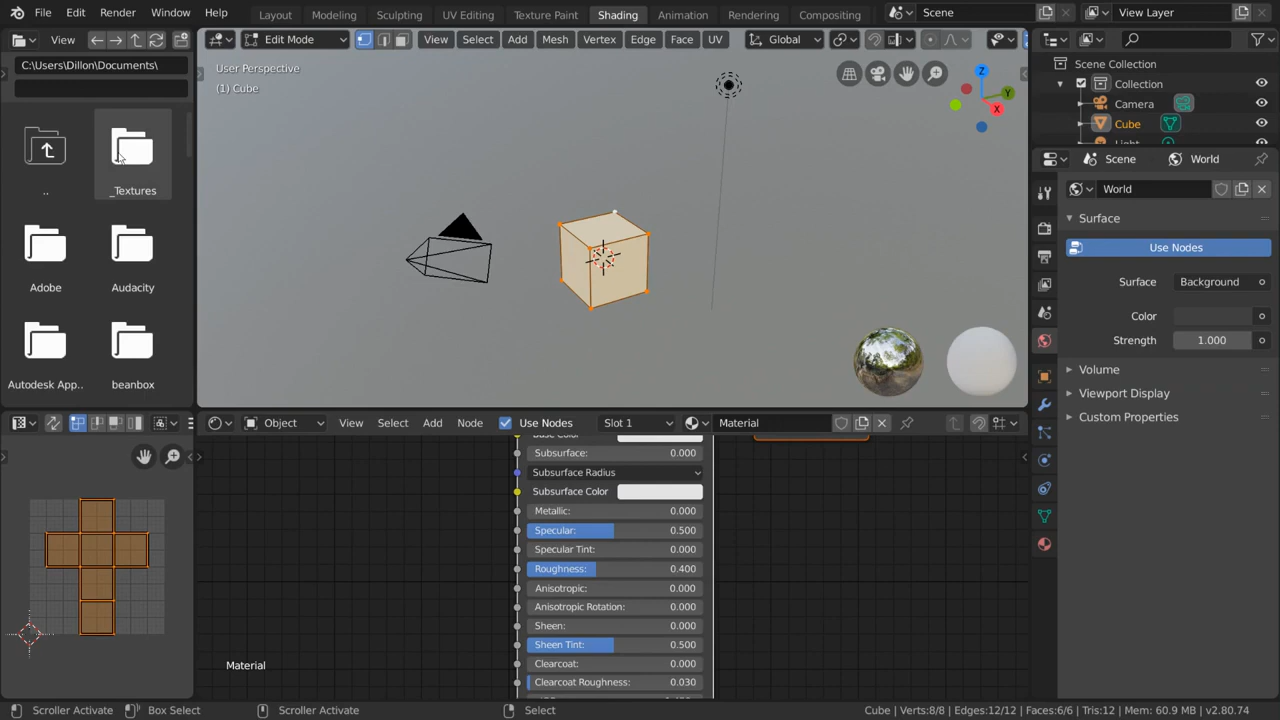 File Edit Render Window Help Layout Modeling Sculpting UV Editing Texture Paint Shading Animation Rendering Compositing Scene View Layer
View Edit Mode View Select Add Mesh Vertex Edge Face UV Global
C:\Users\Dillon\Documents\
User Perspective
(1) Cube
Z
Y
X
.. _Textures
Adobe Audacity
Autodesk App.. beanbox
Scene Collection
Collection
Camera
Cube
Scene World
World
Surface
Use Nodes
Surface Background
Color
Strength 1.000
Volume
Viewport Display
Custom Properties
Object View Select Add Node Use Nodes Slot 1 Material
Subsurface: 0.000
Subsurface Radius
Subsurface Color
Metallic: 0.000
Specular: 0.500
Specular Tint: 0.000
Roughness: 0.400
Anisotropic: 0.000
Anisotropic Rotation: 0.000
Sheen: 0.000
Sheen Tint: 0.500
Clearcoat: 0.000
Clearcoat Roughness: 0.030
Material
Scroller Activate Box Select Scroller Activate Select Cube | Verts:8/8 | Edges:12/12 | Faces:6/6 | Tris:12 | Mem: 60.9 MB | v2.80.74